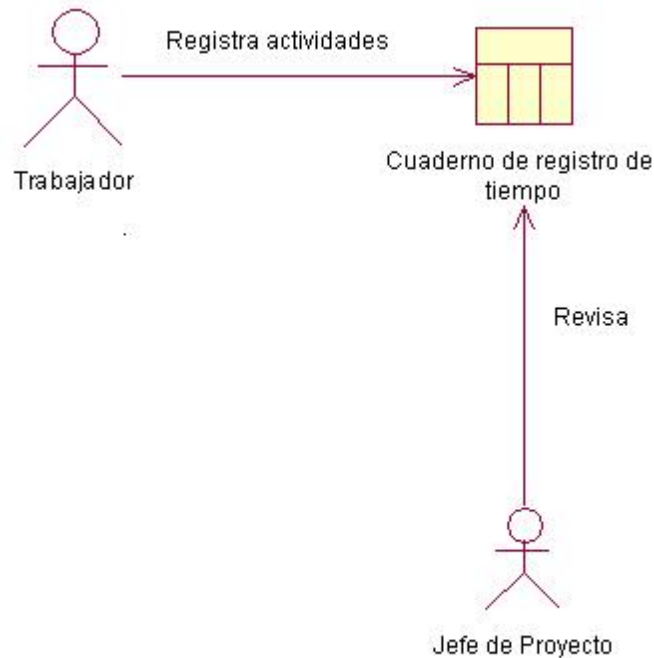 Registra actividades
Trabajador
Cuaderno de registro de
tiempo
Revisa
Jefe de Proyecto